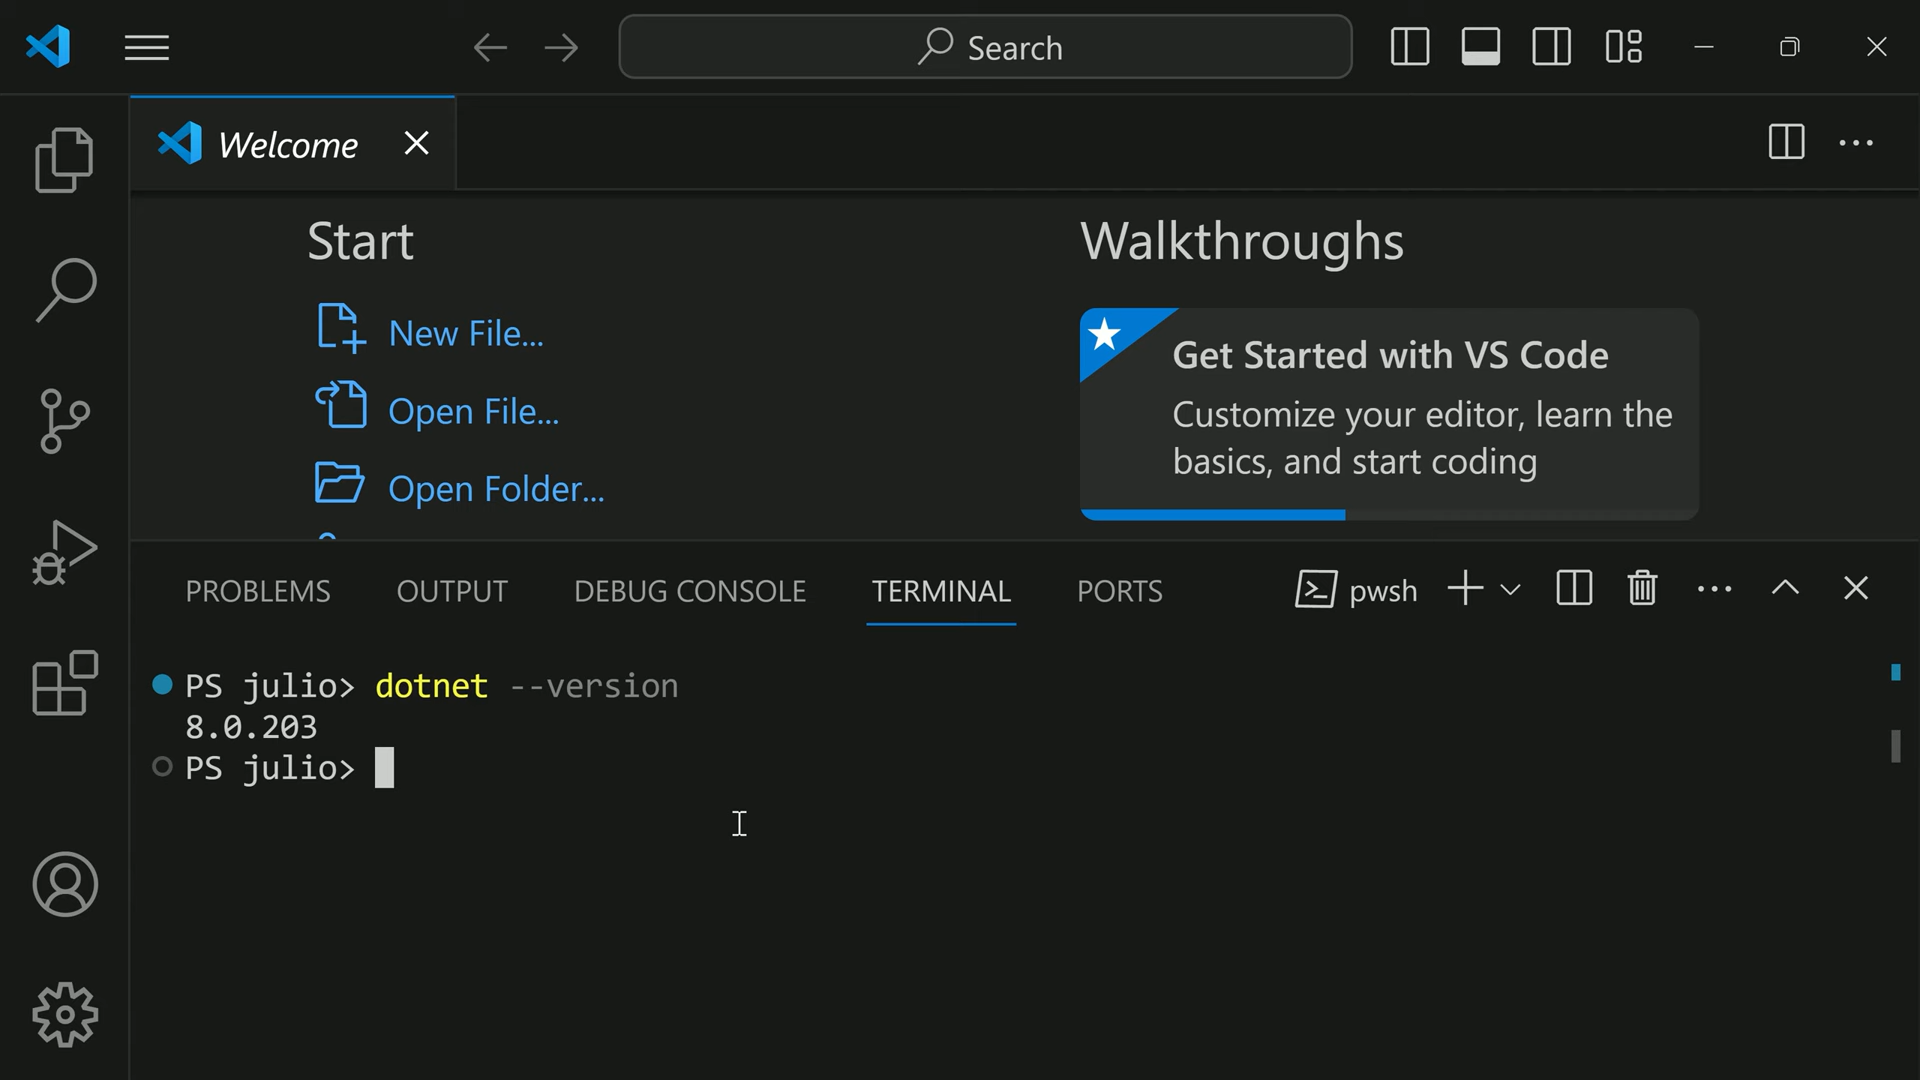 Search
Welcome
Start
Walkthroughs
New File...
Open File...
Open Folder...
Get Started with VS Code
Customize your editor, learn the
basics, and start coding
PROBLEMS OUTPUT DEBUG CONSOLE TERMINAL PORTS pwsh
PS julio> dotnet --version
8.0.203
PS julio>